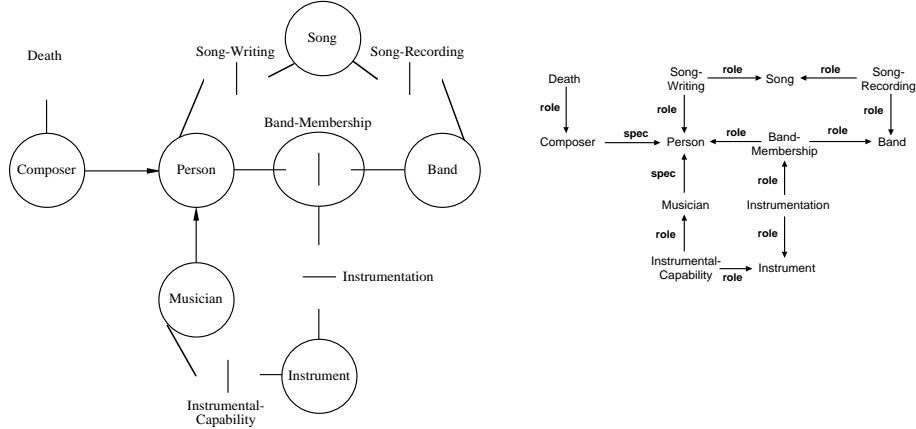 Song
Song-Writing
Song-Recording
Death
Band-Membership
Composer
Person
Band
Instrumentation
Musician
Instrument
Instrumental-
Capability
Death
Song-
Writing
role
Song
role
Song-
Recording
role
role
role
Composer
spec
Person
role
Band-
Membership
role
Band
spec
role
Musician
Instrumentation
role
role
Instrumental-
Capability
role
Instrument